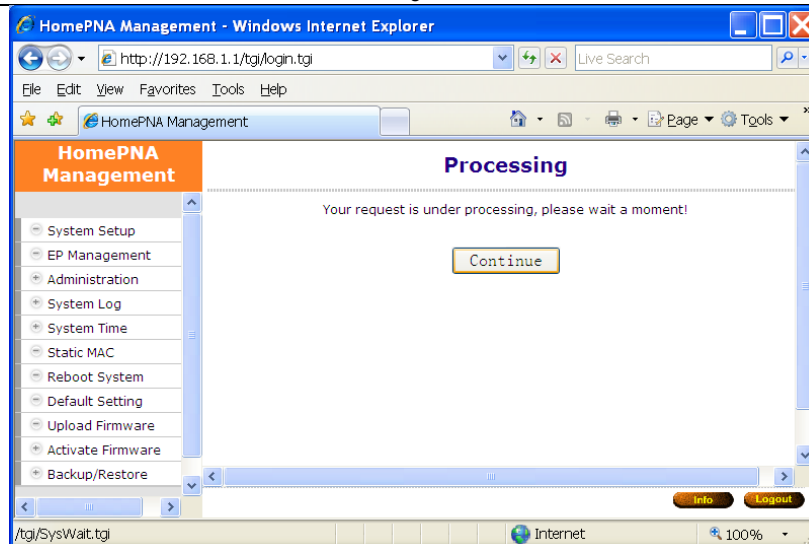 HomePNA Management - Windows Internet Explorer
http://192.168.1.1/tgi/login.tgi
Live Search
File Edit View Favorites Tools Help
HomePNA Management
Page Tools »
HomePNA
Management
System Setup
EP Management
Administration
System Log
System Time
Static MAC
Reboot System
Default Setting
Upload Firmware
Activate Firmware
Backup/Restore
Processing
Your request is under processing, please wait a moment!
Continue
Info Logout
/tgi/SysWait.tgi
Internet
100%